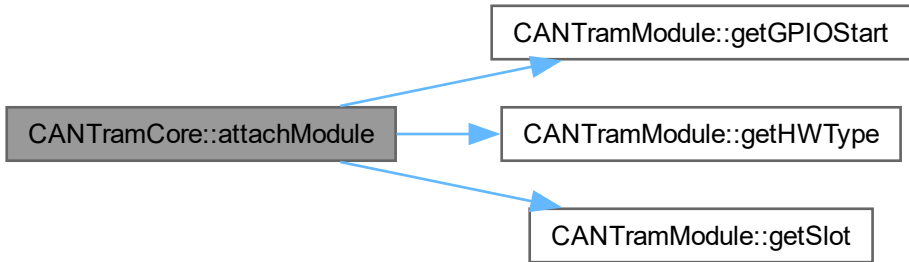 CANTramModule::getGPIOStart
CANTramCore::attachModule
CANTramModule::getHWType
CANTramModule::getSlot